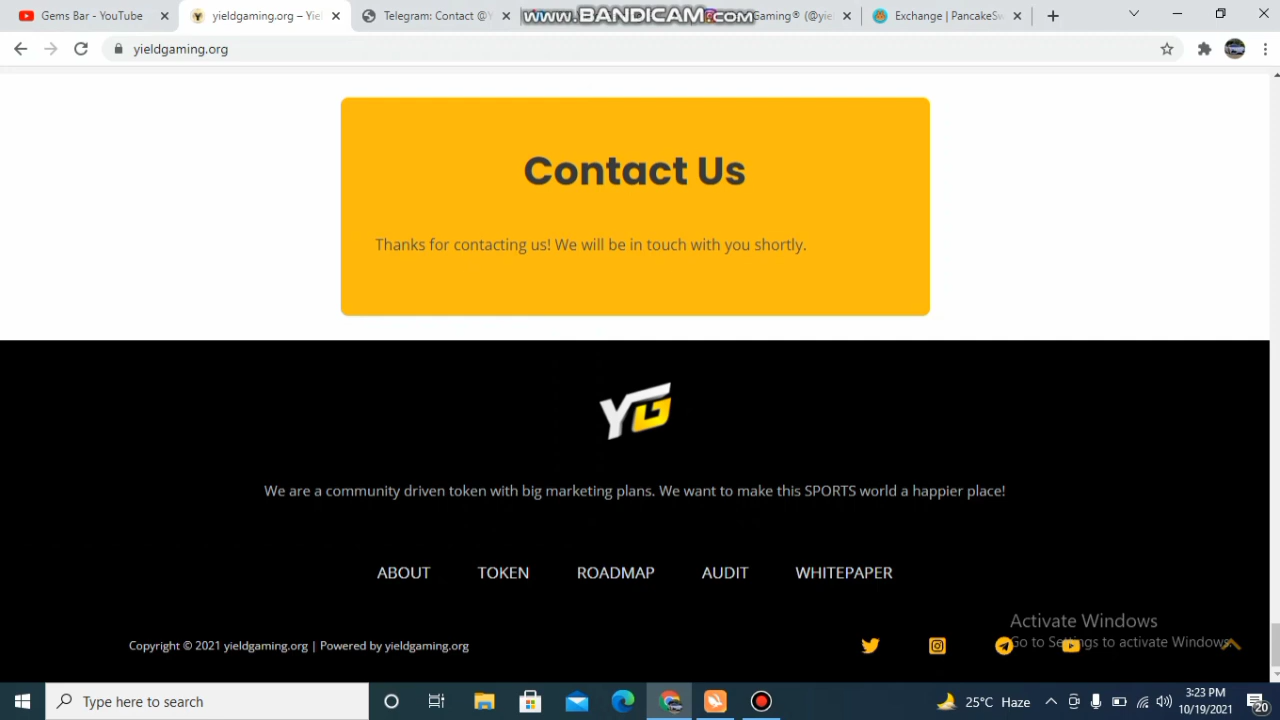 Gems Bar - YouTube
yieldgaming.org – Yiel
Telegram: Contact @Y
WWW.BANDICAM.COM
Gaming® (@yie
Exchange | PancakeSw
yieldgaming.org
Contact Us
Thanks for contacting us! We will be in touch with you shortly.
YG
We are a community driven token with big marketing plans. We want to make this SPORTS world a happier place!
ABOUT TOKEN ROADMAP AUDIT WHITEPAPER
Activate Windows
Go to Settings to activate Windows.
Copyright © 2021 yieldgaming.org | Powered by yieldgaming.org
Type here to search
25°C Haze
3:23 PM
10/19/2021
20